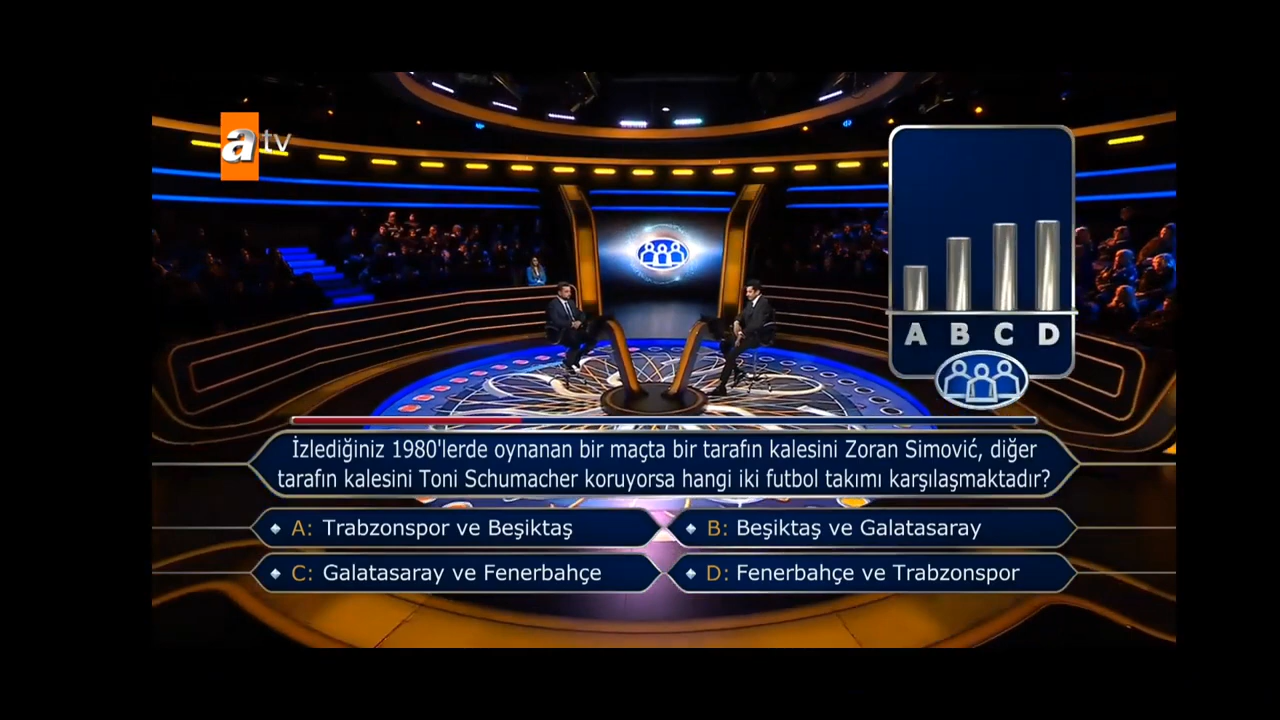 atv
A B C D
İzlediğiniz 1980'lerde oynanan bir maçta bir tarafın kalesini Zoran Simović, diğer
tarafın kalesini Toni Schumacher koruyorsa hangi iki futbol takımı karşılaşmaktadır?
A: Trabzonspor ve Beşiktaş
B: Beşiktaş ve Galatasaray
C: Galatasaray ve Fenerbahçe
D: Fenerbahçe ve Trabzonspor